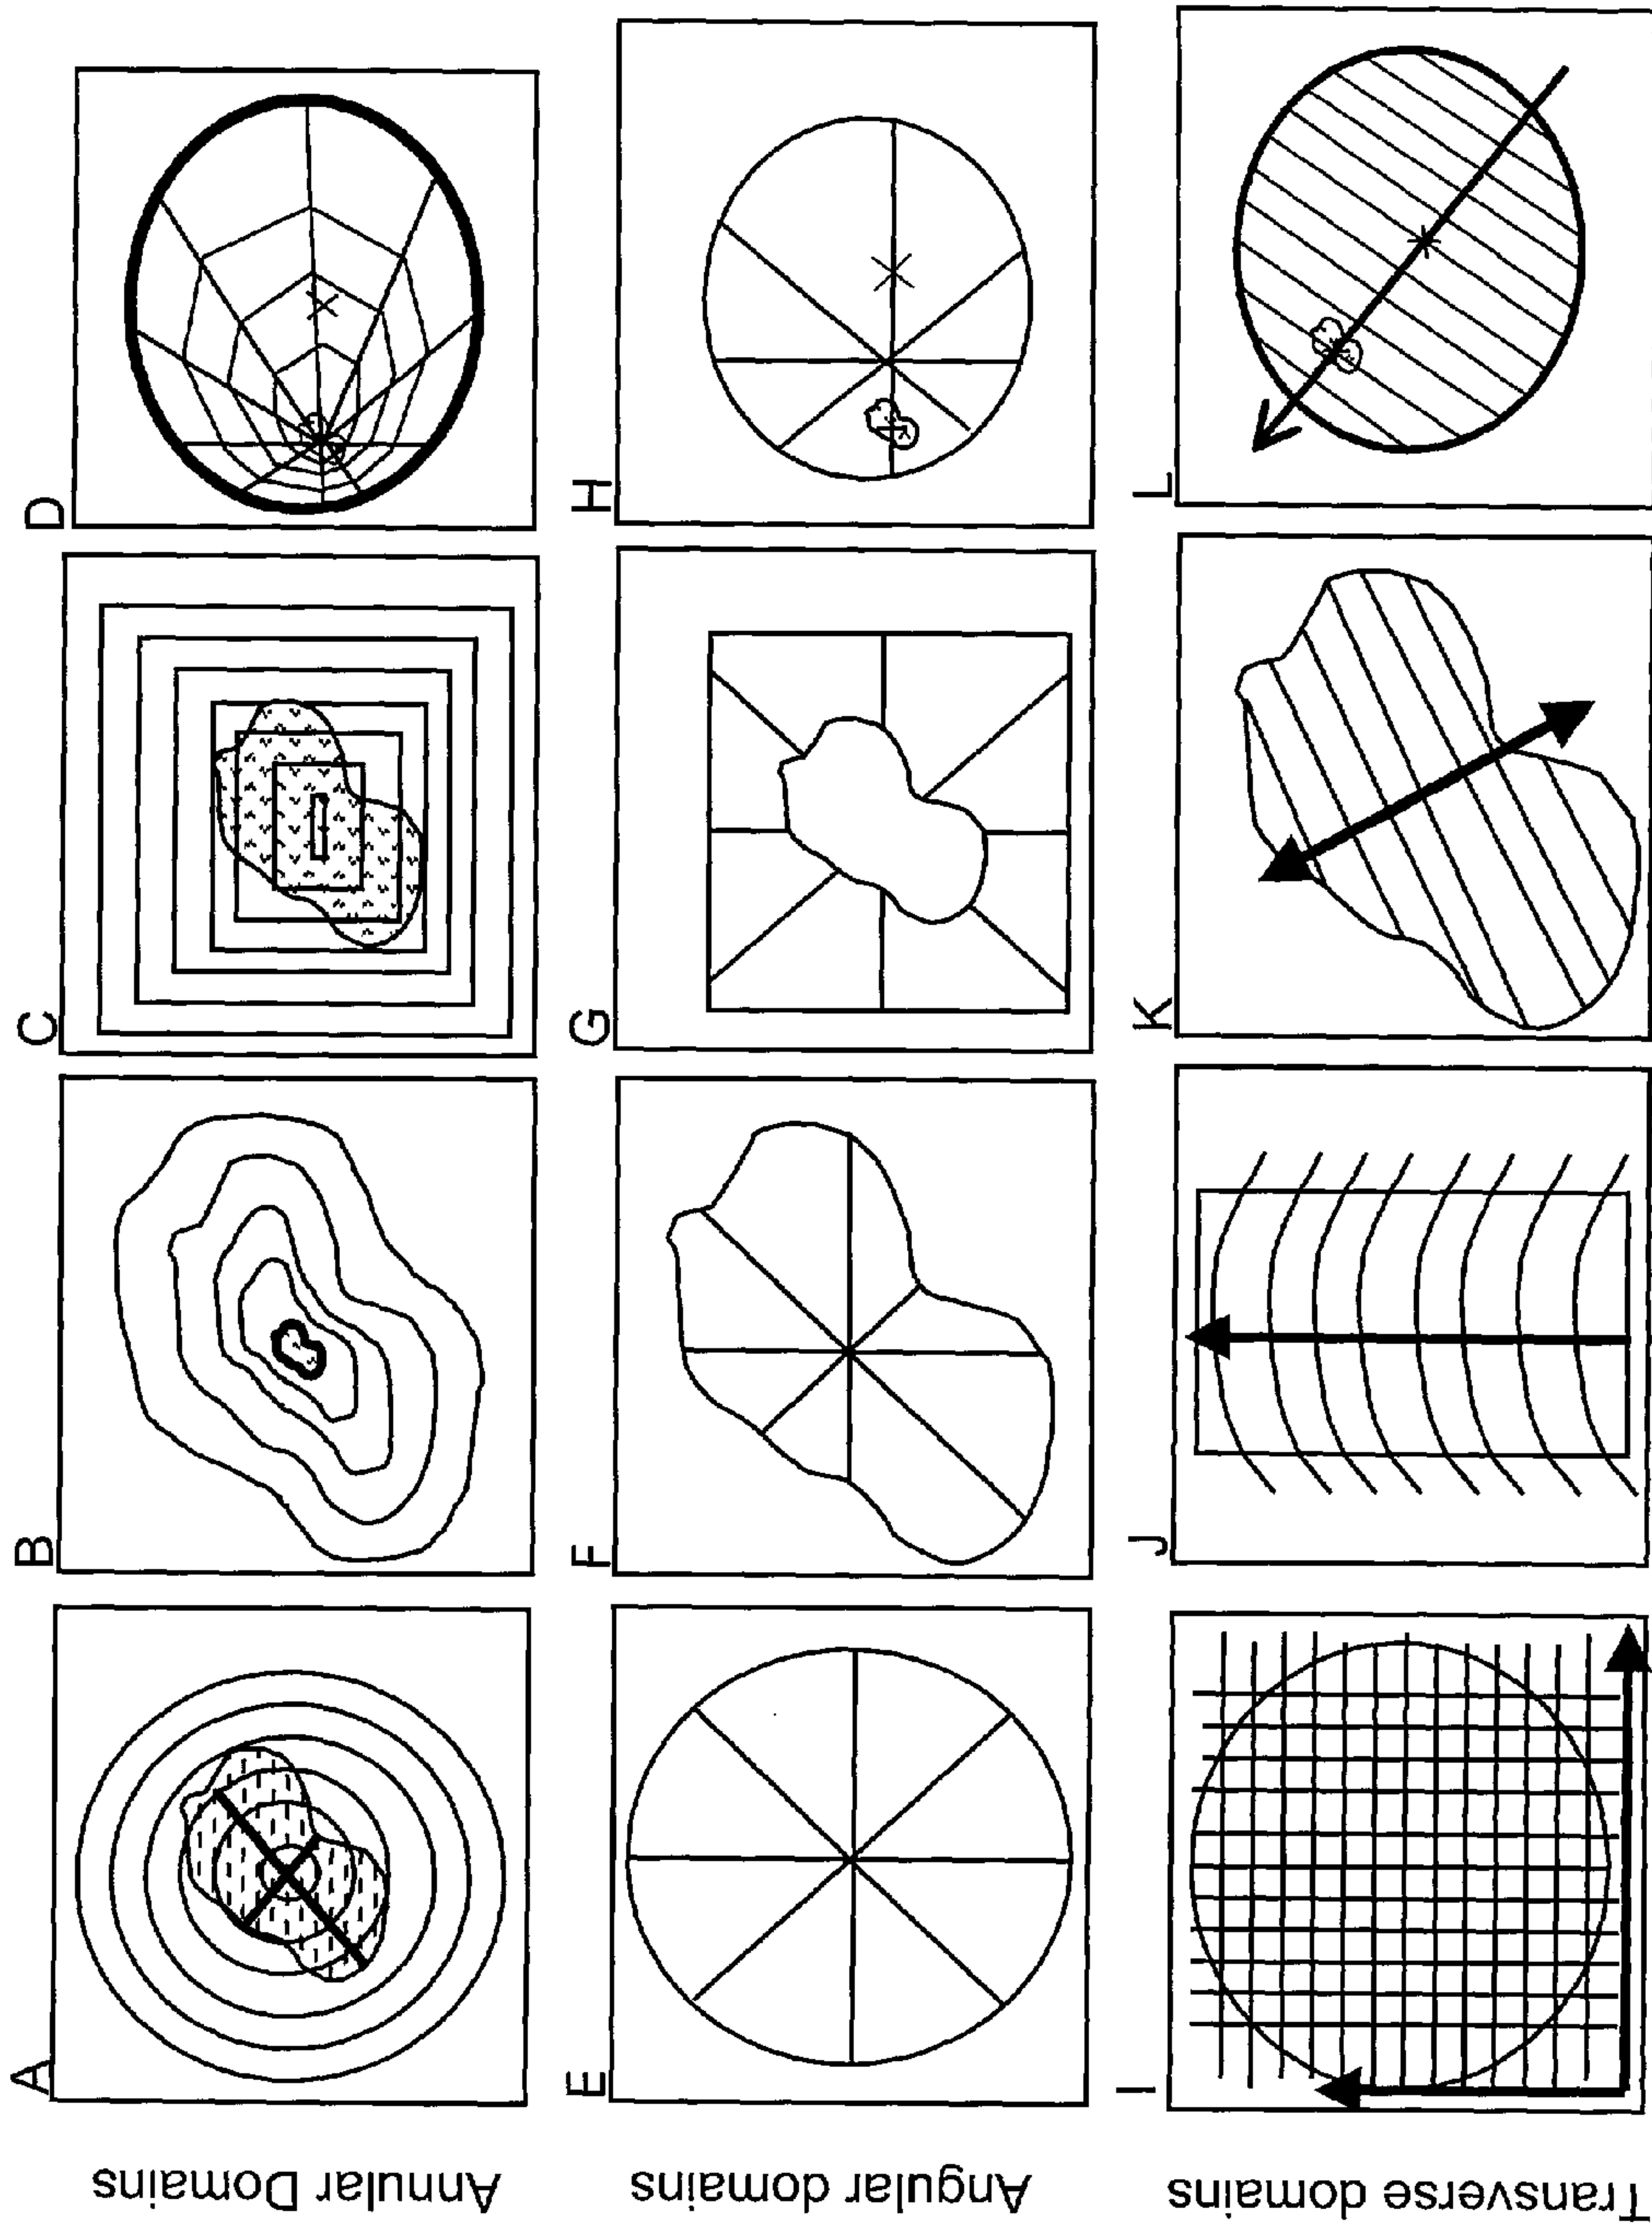 Annular Domains
A
B
C
D
Angular domains
E
F
G
H
Transverse domains
I
J
K
L